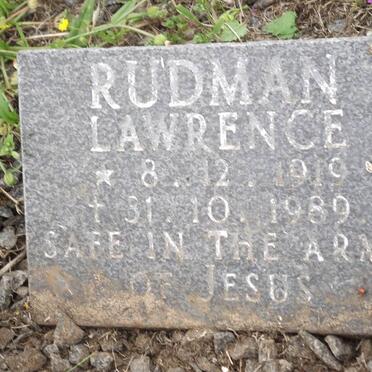 RUDMAN
LAWRENCE
* 8.12.1919
† 31.10.1989
SAFE IN THE ARM
OF JESUS